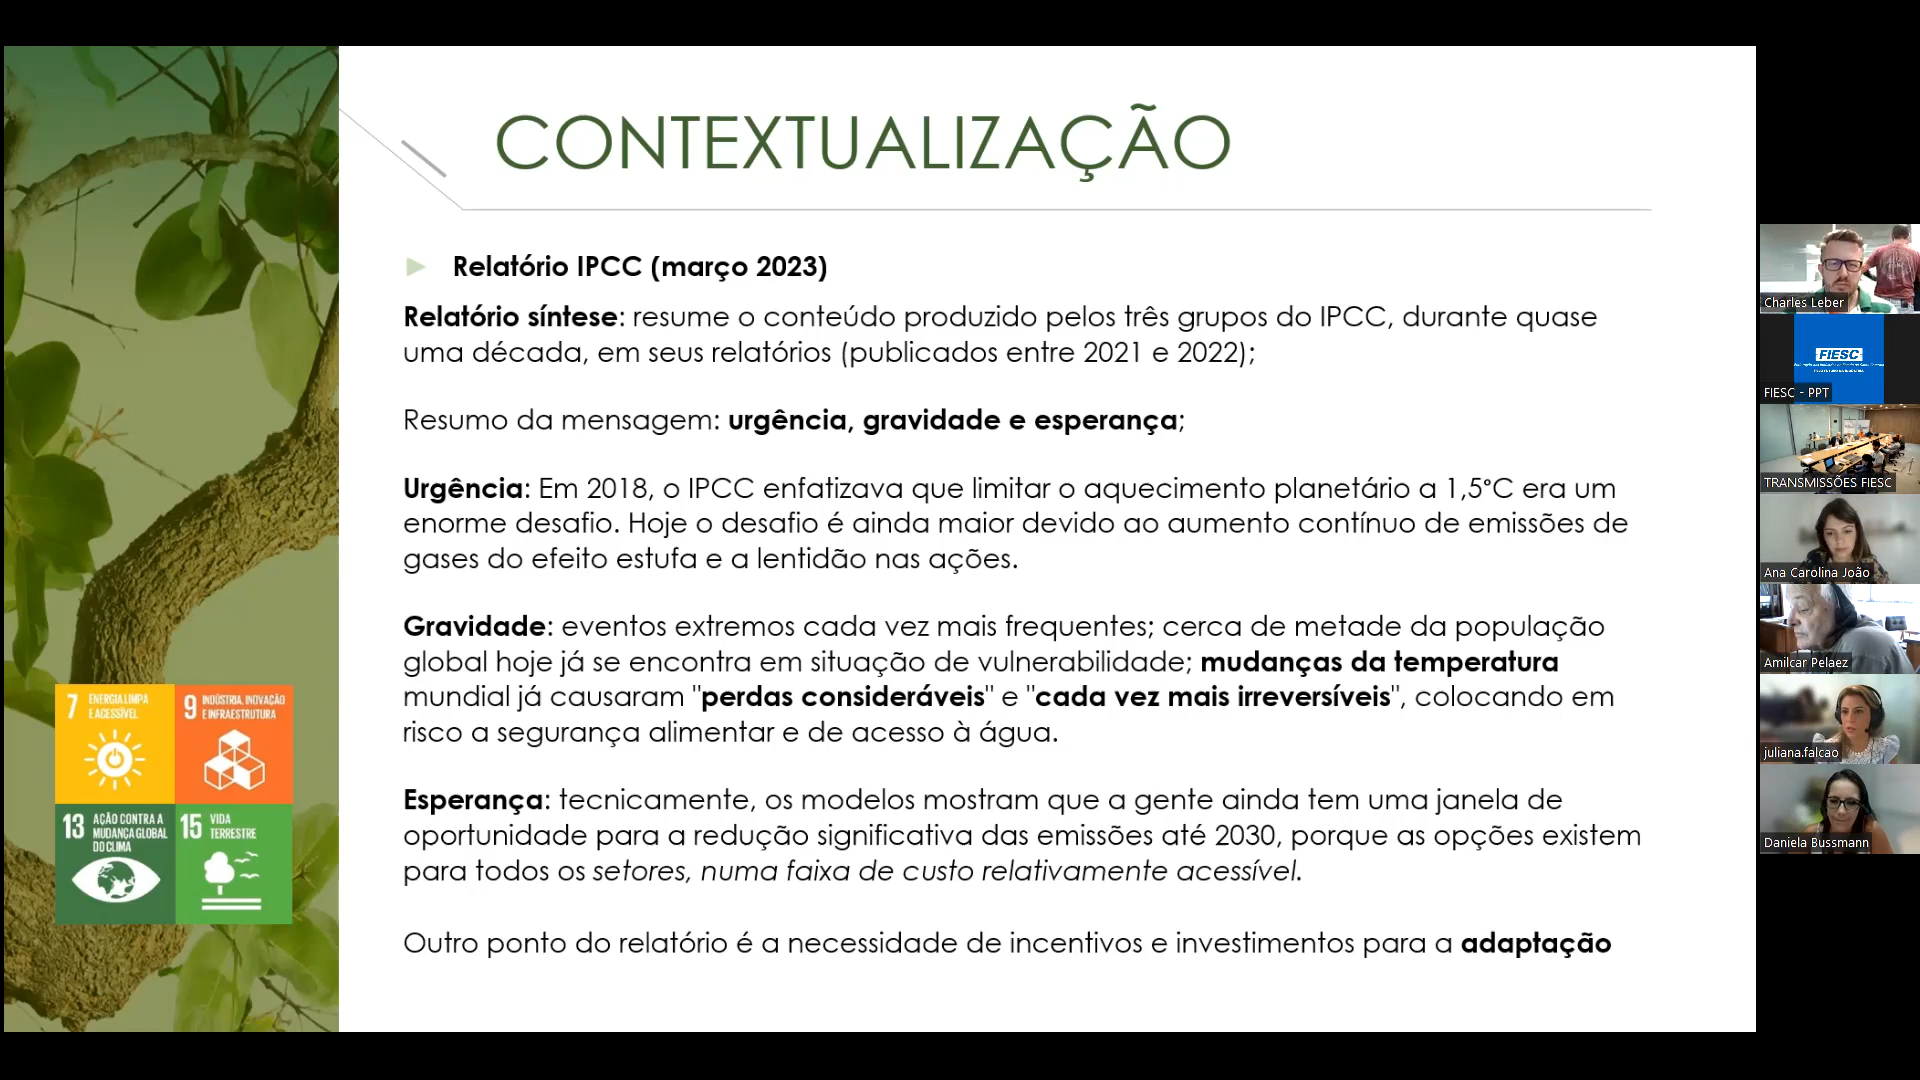 CONTEXTUALIZAÇÃO
Relatório IPCC (março 2023)
Relatório síntese: resume o conteúdo produzido pelos três grupos do IPCC, durante quase
uma década, em seus relatórios (publicados entre 2021 e 2022);
Resumo da mensagem: urgência, gravidade e esperança;
Urgência: Em 2018, o IPCC enfatizava que limitar o aquecimento planetário a 1,5°C era um
enorme desafio. Hoje o desafio é ainda maior devido ao aumento contínuo de emissões de
gases do efeito estufa e a lentidão nas ações.
Gravidade: eventos extremos cada vez mais frequentes; cerca de metade da população
global hoje já se encontra em situação de vulnerabilidade; mudanças da temperatura
mundial já causaram "perdas consideráveis" e "cada vez mais irreversíveis", colocando em
risco a segurança alimentar e de acesso à água.
Esperança: tecnicamente, os modelos mostram que a gente ainda tem uma janela de
oportunidade para a redução significativa das emissões até 2030, porque as opções existem
para todos os setores, numa faixa de custo relativamente acessível.
Outro ponto do relatório é a necessidade de incentivos e investimentos para a adaptação
7 ENERGIA LIMPA
E ACESSÍVEL
9 INDÚSTRIA, INOVAÇÃO
E INFRAESTRUTURA
13 AÇÃO CONTRA A
MUDANÇA GLOBAL
DO CLIMA
15 VIDA
TERRESTRE
Charles Leber
FIESC
FIESC - PPT
TRANSMISSÕES FIESC
Ana Carolina João
Amilcar Pelaez
juliana.falcao
Daniela Bussmann